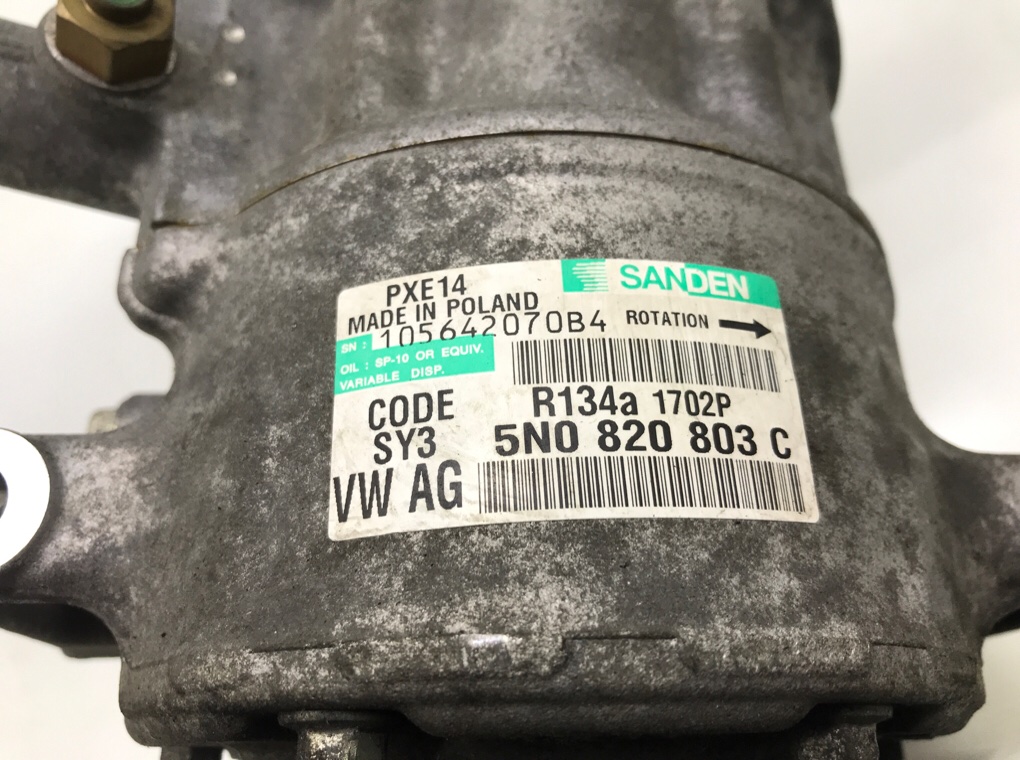 PXE14
SANDEN
MADE IN POLAND
SN : 105642070B4
ROTATION
OIL : SP-10 OR EQUIV.
VARIABLE DISP.
CODE
SY3
R134a 1702P
5N0 820 803 C
VW AG